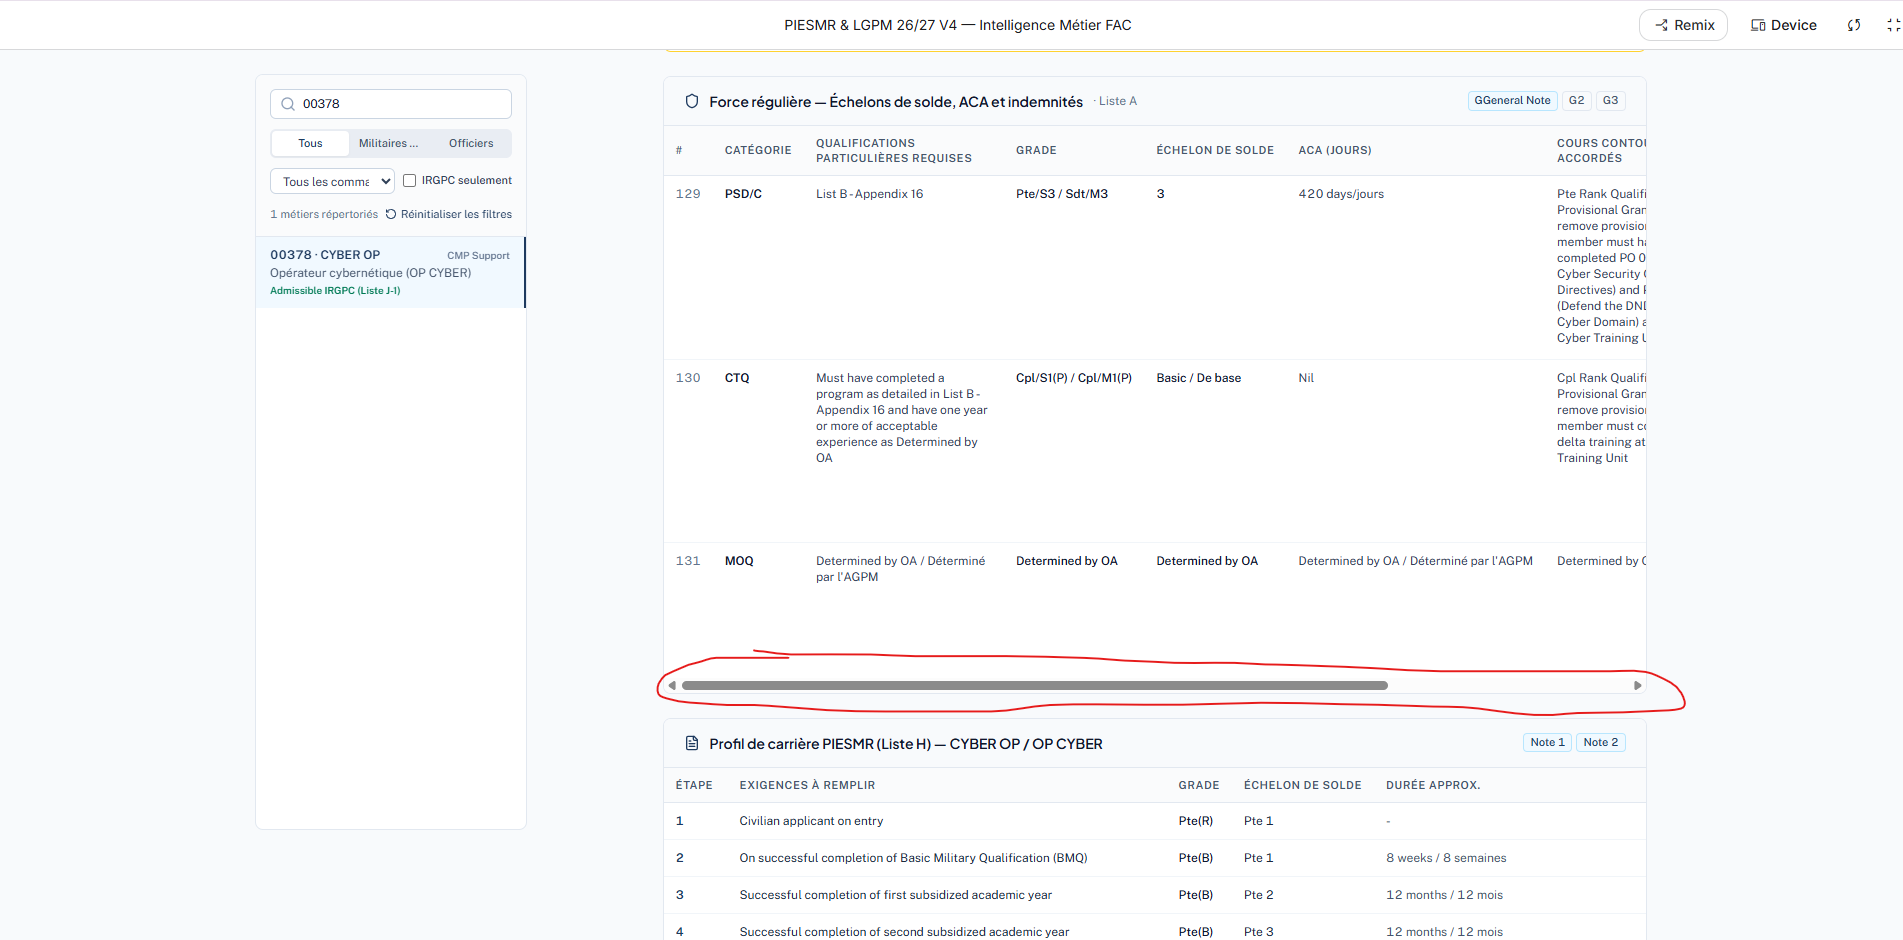 PIESMR & LGPM 26/27 V4 — Intelligence Métier FAC
Remix
Device
00378
Tous
Militaires ...
Officiers
Tous les comma
IRGPC seulement
1 métiers répertoriés
Réinitialiser les filtres
00378 · CYBER OP
CMP Support
Opérateur cybernétique (OP CYBER)
Admissible IRGPC (Liste J-1)
Force régulière — Échelons de solde, ACA et indemnités · Liste A
GGeneral Note
G2
G3
#
CATÉGORIE
QUALIFICATIONS
PARTICULIÈRES REQUISES
GRADE
ÉCHELON DE SOLDE
ACA (JOURS)
COURS CONTOU
ACCORDÉS
129
PSD/C
List B - Appendix 16
Pte/S3 / Sdt/M3
3
420 days/jours
Pte Rank Qualifi
Provisional Gran
remove provision
member must ha
completed PO 0
Cyber Security
Directives) and
(Defend the DND
Cyber Domain) a
Cyber Training U
130
CTQ
Must have completed a
program as detailed in List B -
Appendix 16 and have one year
or more of acceptable
experience as Determined by
OA
Cpl/S1(P) / Cpl/M1(P)
Basic / De base
Nil
Cpl Rank Qualifi
Provisional Gran
remove provision
member must co
delta training at
Training Unit
131
MOQ
Determined by OA / Déterminé
par l'AGPM
Determined by OA
Determined by OA
Determined by OA / Déterminé par l'AGPM
Determined by O
Profil de carrière PIESMR (Liste H) — CYBER OP / OP CYBER
Note 1
Note 2
ÉTAPE
EXIGENCES À REMPLIR
GRADE
ÉCHELON DE SOLDE
DURÉE APPROX.
1
Civilian applicant on entry
Pte(R)
Pte 1
-
2
On successful completion of Basic Military Qualification (BMQ)
Pte(B)
Pte 1
8 weeks / 8 semaines
3
Successful completion of first subsidized academic year
Pte(B)
Pte 2
12 months / 12 mois
4
Successful completion of second subsidized academic year
Pte(B)
Pte 3
12 months / 12 mois